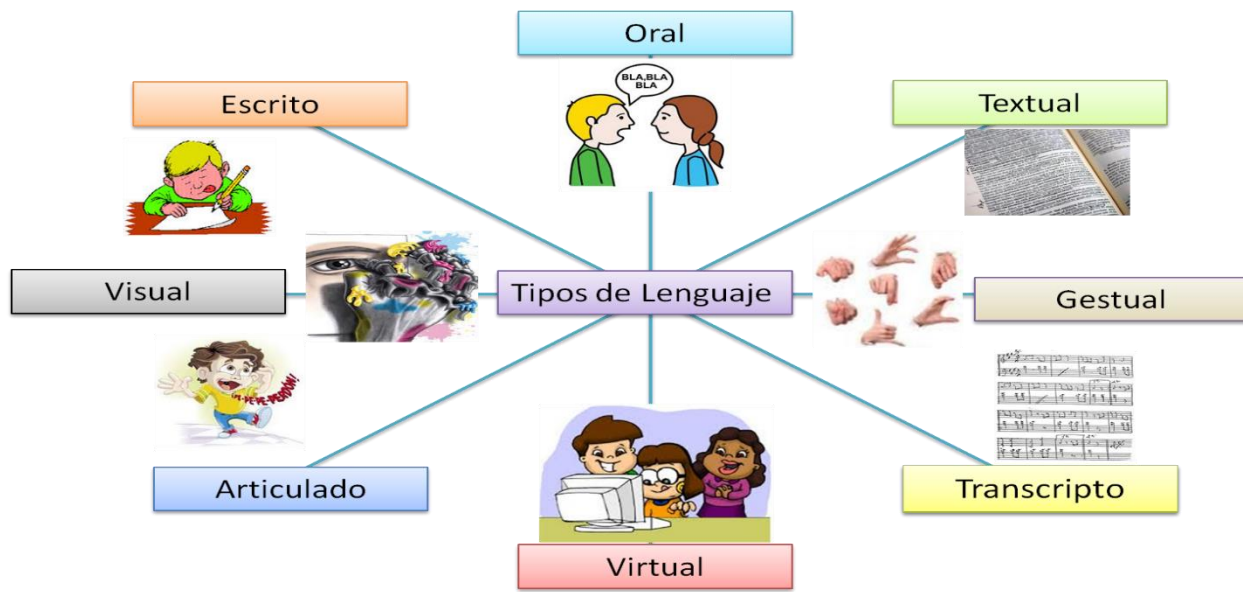 Oral
Escrito
Textual
BLA,BLA
BLA
Visual
Tipos de Lenguaje
Gestual
Articulado
Transcripto
Virtual